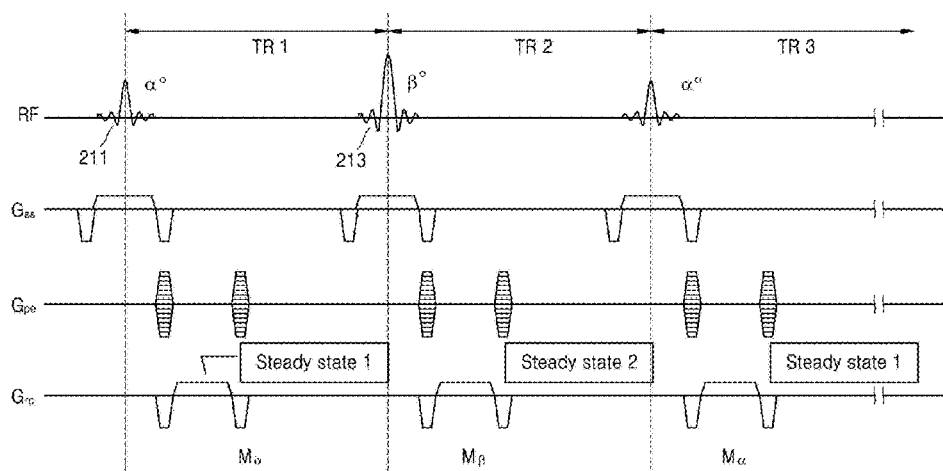 TR 1 TR 2 TR 3
α° β° α°
RF
211 213
Gss
Gpe
Steady state 1 Steady state 2 Steady state 1
Gro
Mα Mβ Mα